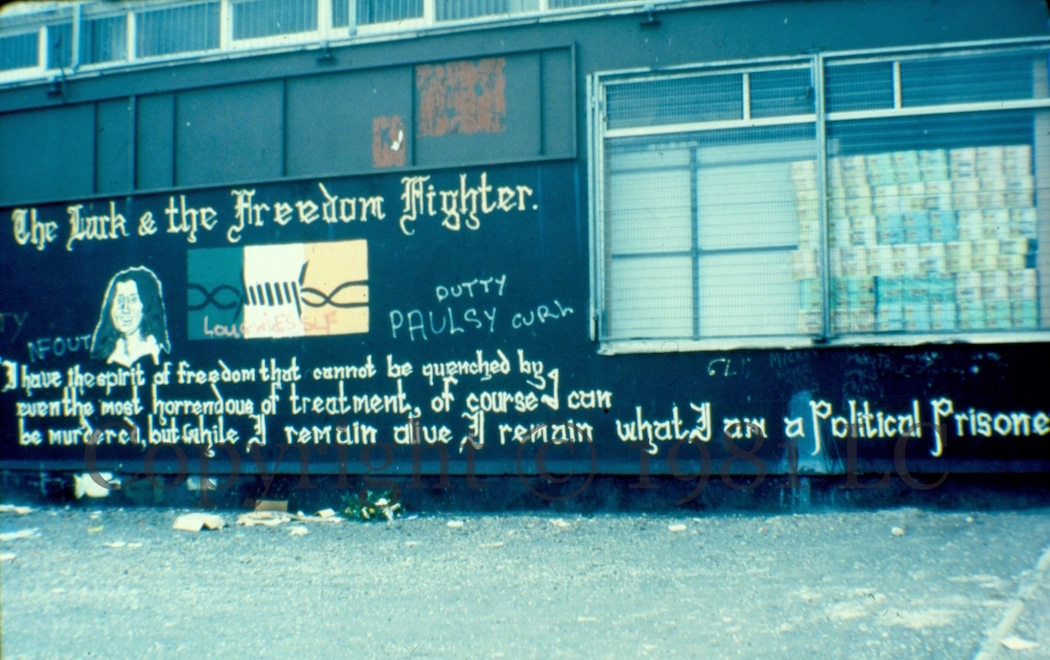 The Lark & the Freedom Fighter.
DUTTY
PAULSY CURL
NFOUT
I have the spirit of freedom that cannot be quenched by
even the most horrendous of treatment, of course I can
be murdered, but while I remain alive I remain what I am a Political Prisone
Copyright © 1981 LC